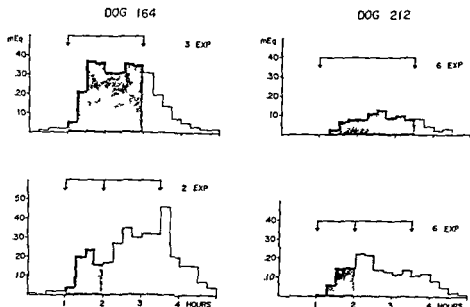 DOG 164
DOG 212
mEq
3 EXP
.40
.30
.20
.10
mEq
6 EXP
.40
.30
.20
.10
2 EXP
.50
.40
.30
.20
.10
1 2 3 4 HOURS
6 EXP
.40
.30
.20
.10
1 2 3 4 HOURS